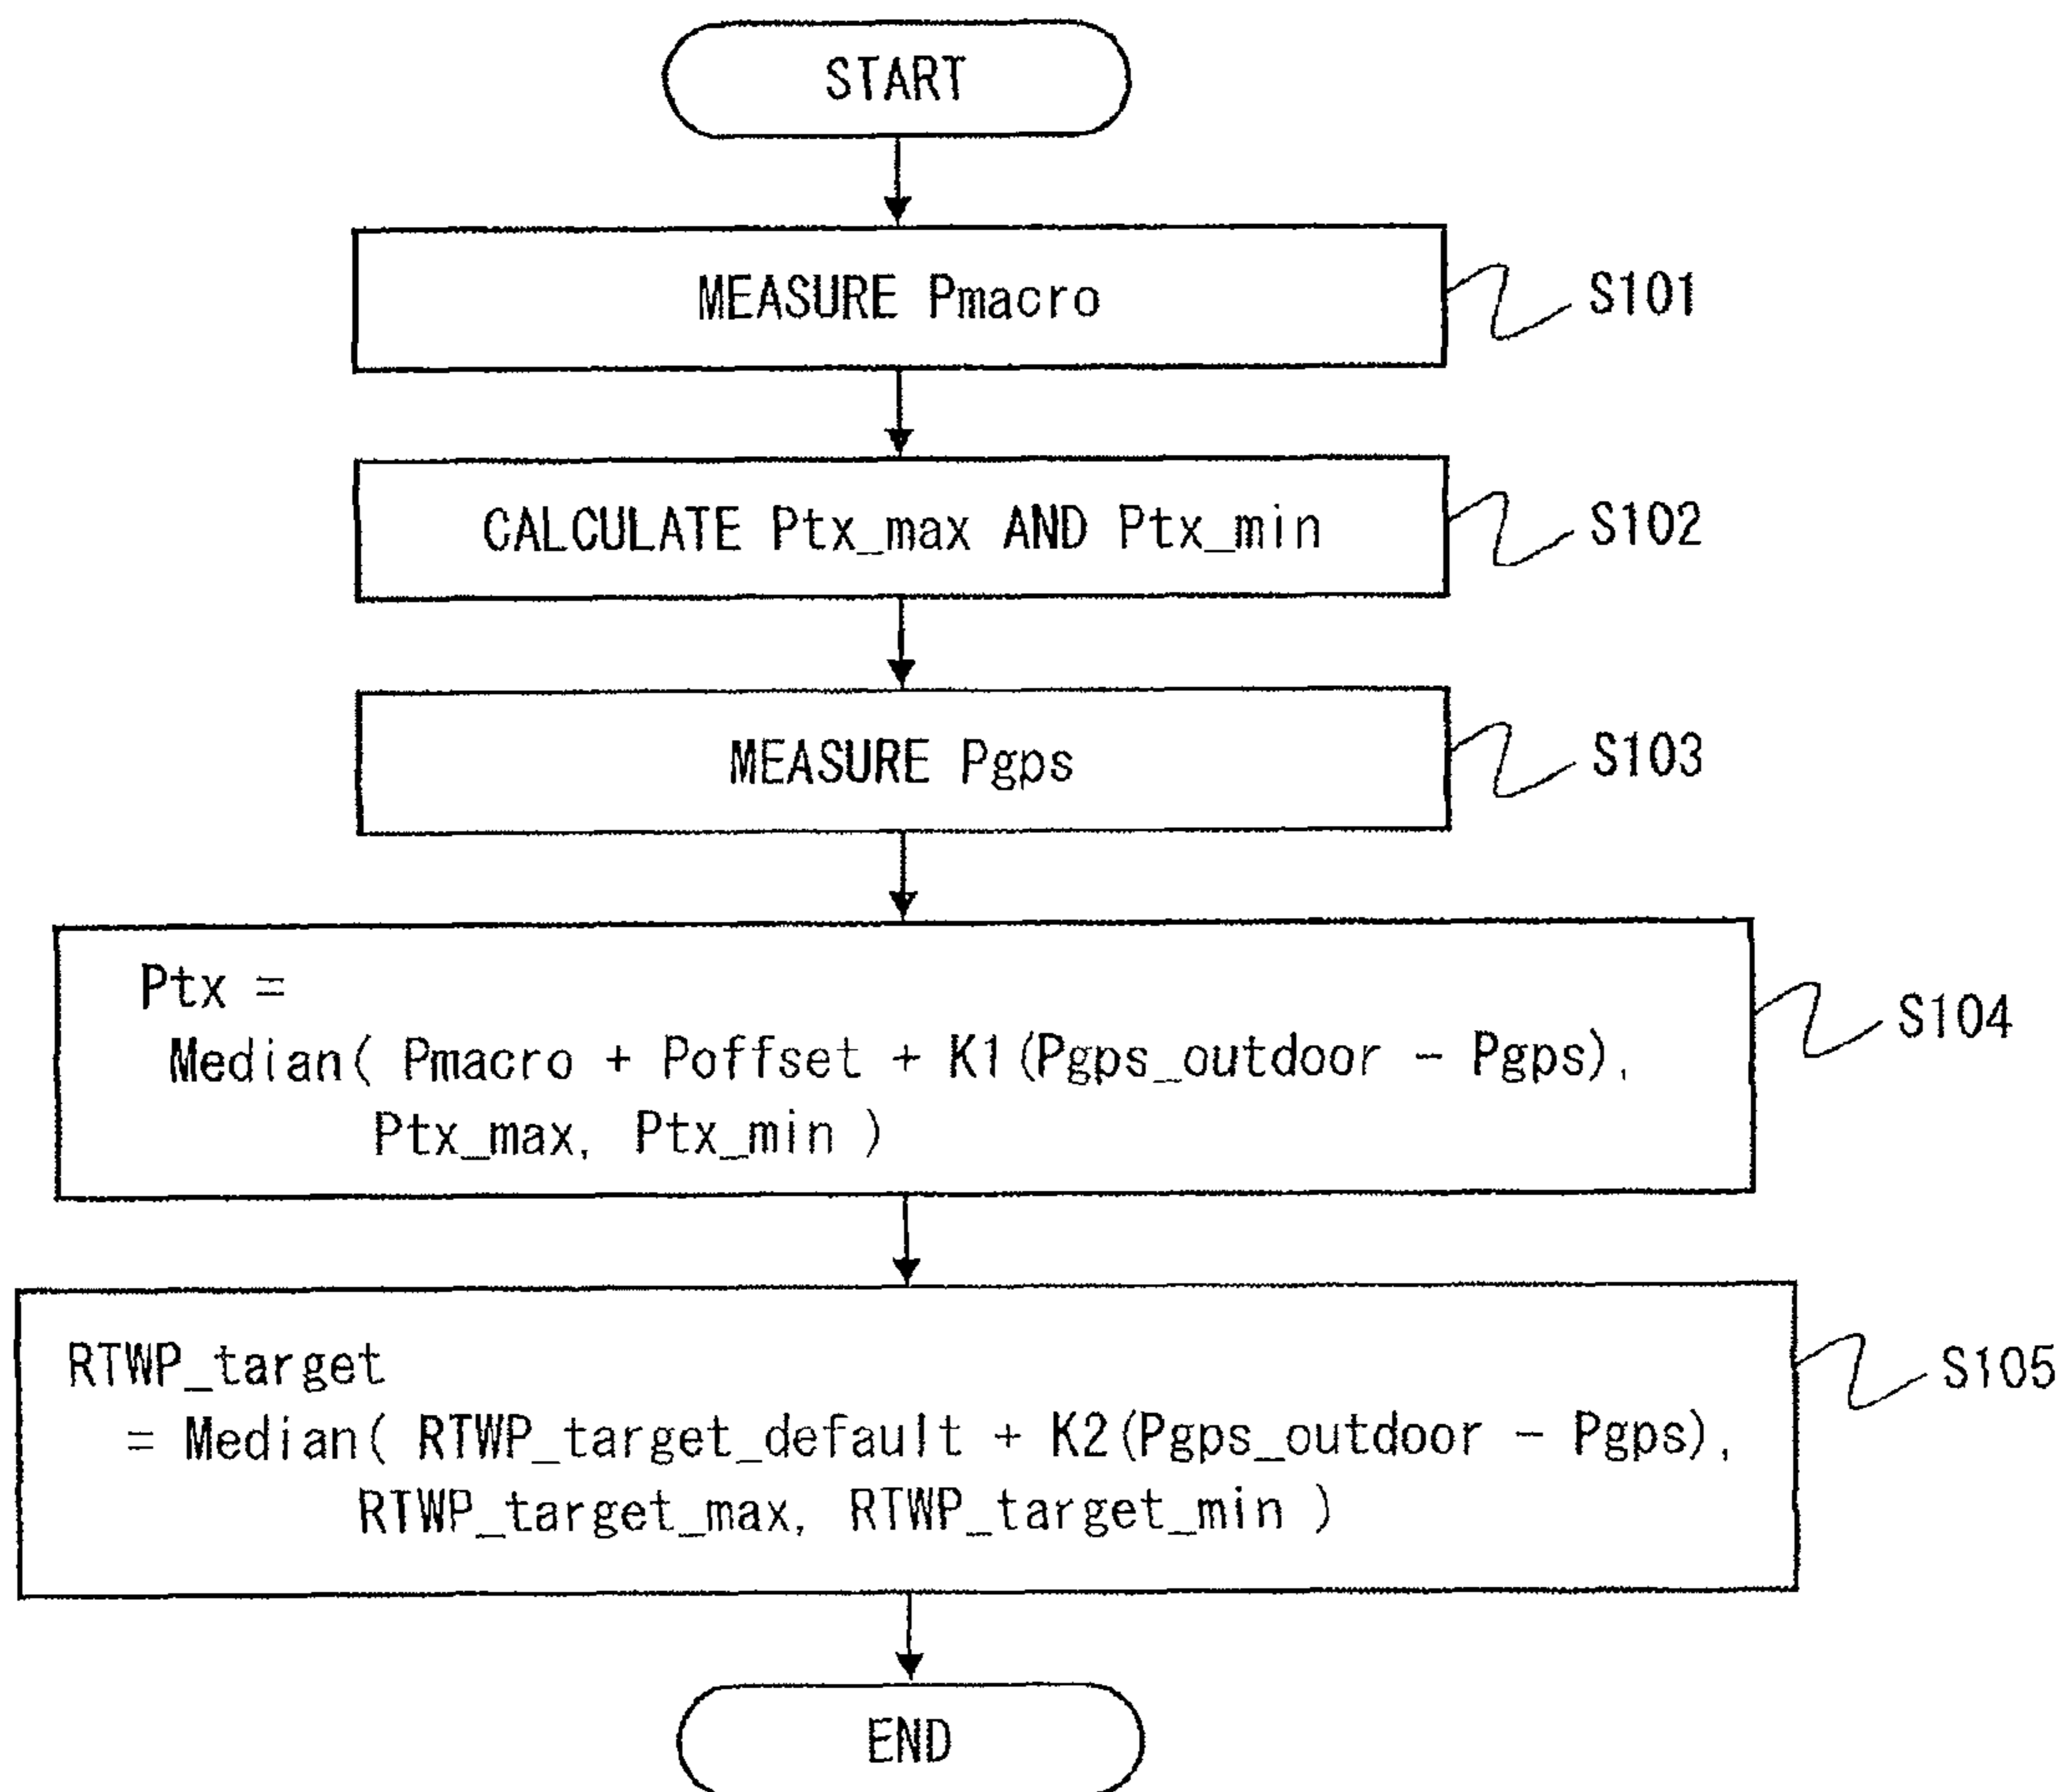 START
MEASURE Pmacro
S101
CALCULATE Ptx_max AND Ptx_min
S102
MEASURE Pgps
S103
Ptx =
Median( Pmacro + Poffset + K1(Pgps_outdoor - Pgps),
Ptx_max, Ptx_min )
S104
RTWP_target
= Median( RTWP_target_default + K2(Pgps_outdoor - Pgps),
RTWP_target_max, RTWP_target_min )
S105
END